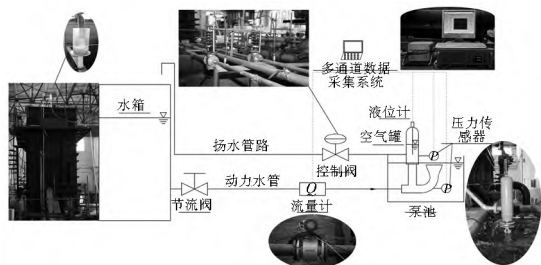 多通道数据
采集系统
水箱
液位计
空气罐
压力传
感器
扬水管路
控制阀
P
动力水管
Q
P
节流阀
流量计
泵池